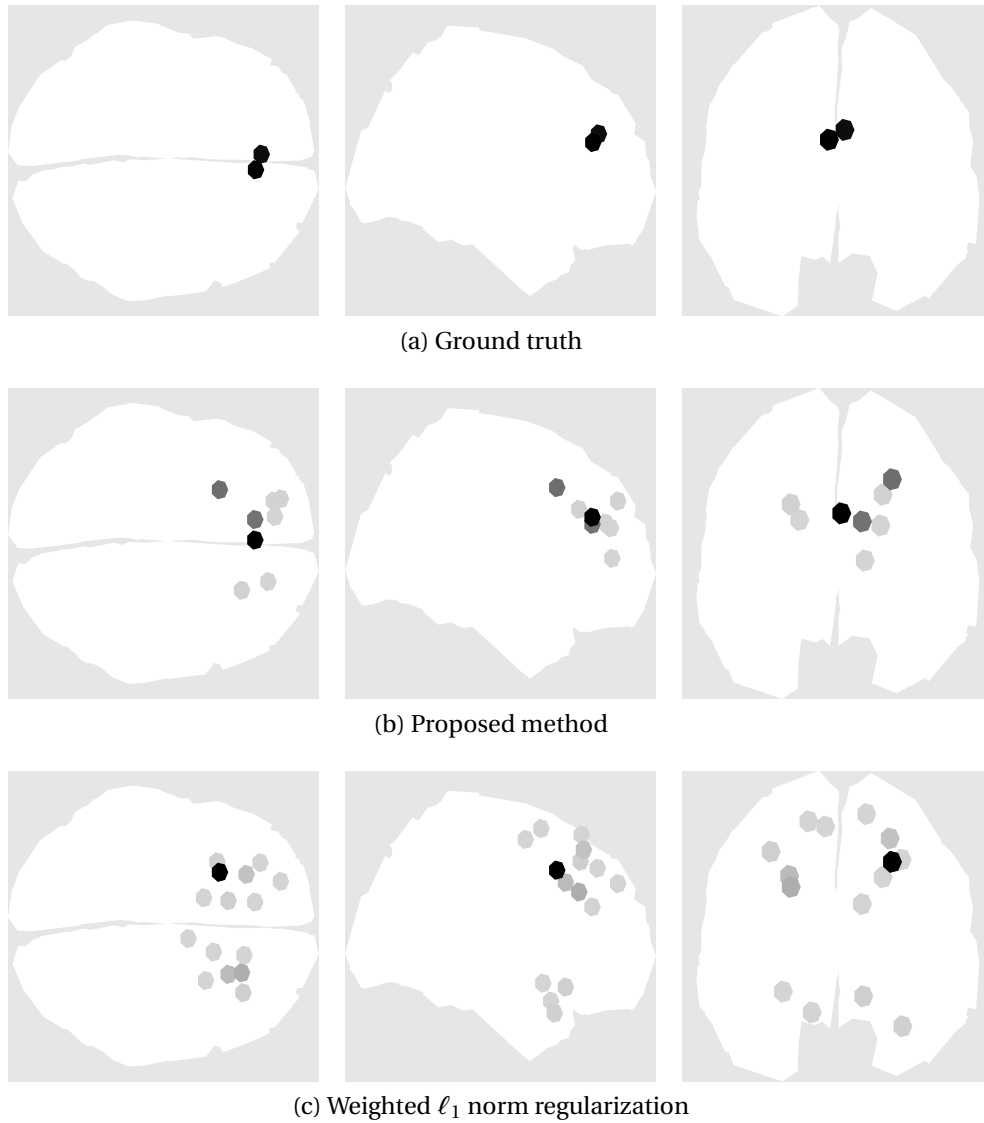 (a) Ground truth
(b) Proposed method
(c) Weighted ℓ₁ norm regularization